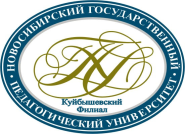 НОВОСИБИРСКИЙ ГОСУДАРСТВЕННЫЙ
Куйбышевский
Филиал
ПЕДАГОГИЧЕСКИЙ УНИВЕРСИТЕТ